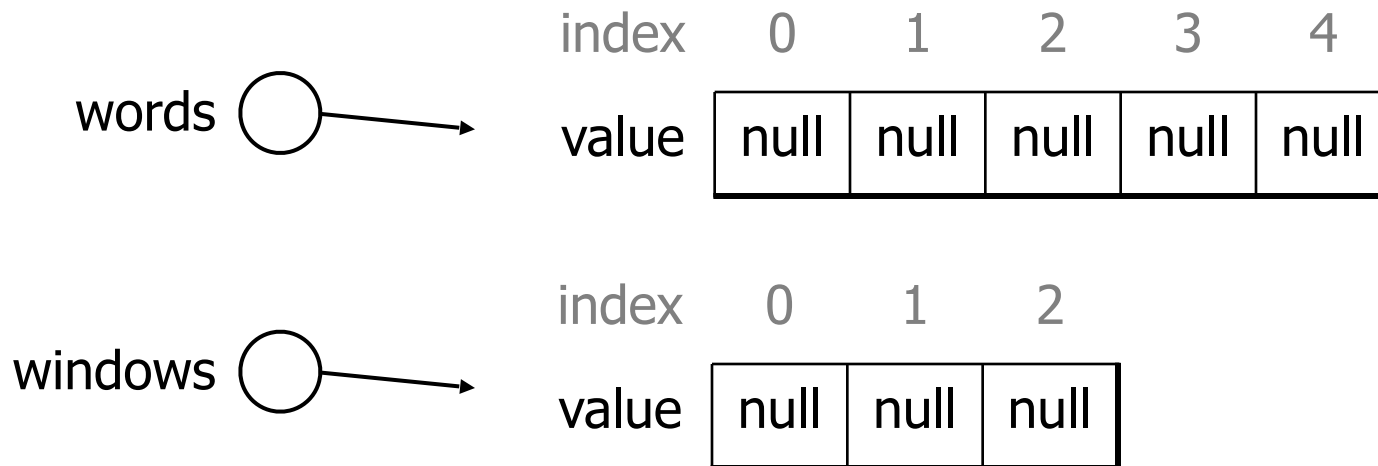 index 0 1 2 3 4
words
value null null null null null
index 0 1 2
windows
value null null null